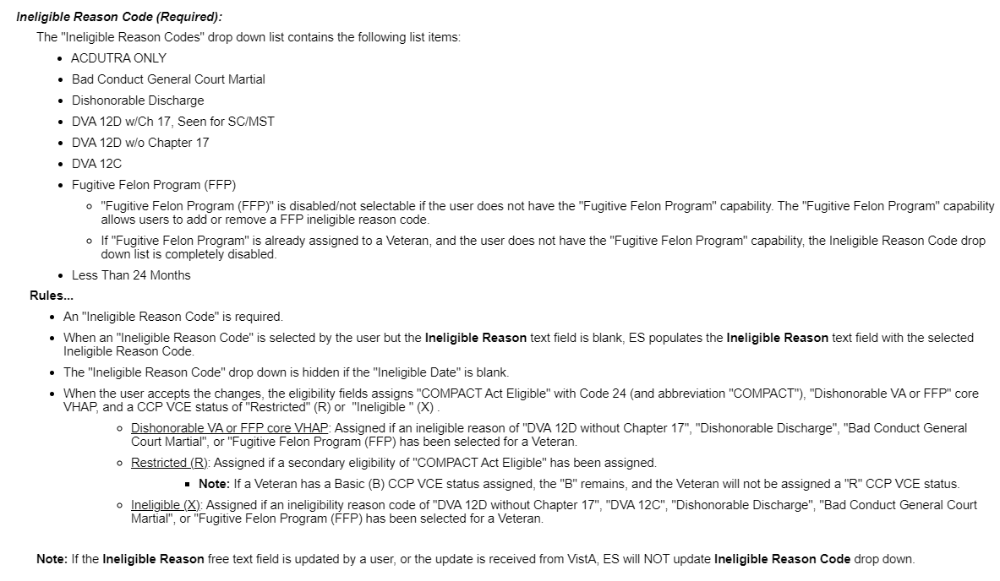 Ineligible Reason Code (Required):
The "Ineligible Reason Codes" drop down list contains the following list items:
• ACDUTRA ONLY
• Bad Conduct General Court Martial
• Dishonorable Discharge
• DVA 12D w/Ch 17, Seen for SC/MST
• DVA 12D w/o Chapter 17
• DVA 12C
• Fugitive Felon Program (FFP)
◦ "Fugitive Felon Program (FFP)" is disabled/not selectable if the user does not have the "Fugitive Felon Program" capability. The "Fugitive Felon Program" capability
allows users to add or remove a FFP ineligible reason code.
◦ If "Fugitive Felon Program" is already assigned to a Veteran, and the user does not have the "Fugitive Felon Program" capability, the Ineligible Reason Code drop
down list is completely disabled.
• Less Than 24 Months
Rules...
• An "Ineligible Reason Code" is required.
• When an "Ineligible Reason Code" is selected by the user but the Ineligible Reason text field is blank, ES populates the Ineligible Reason text field with the selected
Ineligible Reason Code.
• The "Ineligible Reason Code" drop down is hidden if the "Ineligible Date" is blank.
• When the user accepts the changes, the eligibility fields assigns "COMPACT Act Eligible" with Code 24 (and abbreviation "COMPACT"), "Dishonorable VA or FFP" core
VHAP, and a CCP VCE status of "Restricted" (R) or "Ineligible " (X) .
◦ Dishonorable VA or FFP core VHAP: Assigned if an ineligible reason of "DVA 12D without Chapter 17", "Dishonorable Discharge", "Bad Conduct General
Court Martial", or "Fugitive Felon Program (FFP) has been selected for a Veteran.
◦ Restricted (R): Assigned if a secondary eligibility of "COMPACT Act Eligible" has been assigned.
▪ Note: If a Veteran has a Basic (B) CCP VCE status assigned, the "B" remains, and the Veteran will not be assigned a "R" CCP VCE status.
◦ Ineligible (X): Assigned if an ineligibility reason code of "DVA 12D without Chapter 17", "DVA 12C", "Dishonorable Discharge", "Bad Conduct General Court
Martial", or "Fugitive Felon Program (FFP) has been selected for a Veteran.
Note: If the Ineligible Reason free text field is updated by a user, or the update is received from VistA, ES will NOT update Ineligible Reason Code drop down.